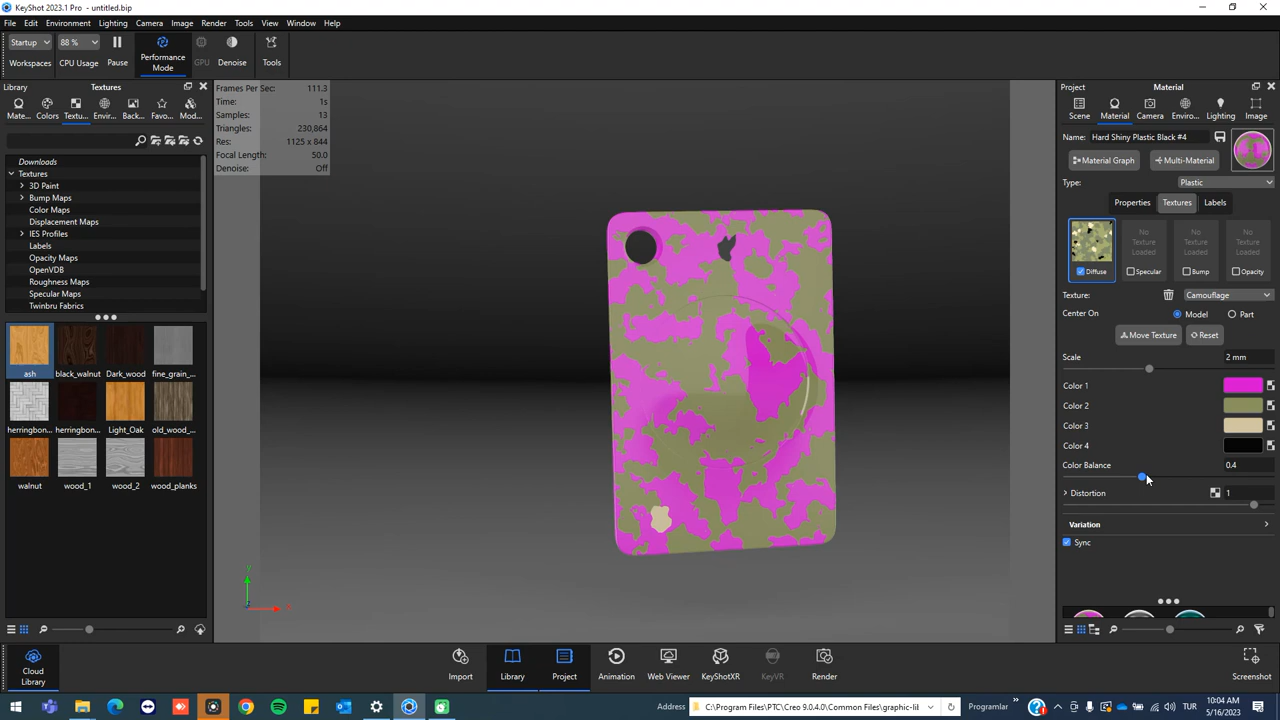 KeyShot 2023.1 Pro - untitled.bip
File Edit Environment Lighting Camera Image Render Tools View Window Help
Startup
88 %
Workspaces CPU Usage Pause Performance Mode GPU Denoise Tools
Library Textures
Mate... Colors Textu... Envir... Back... Favo... Mod...
Downloads
Textures
3D Paint
Bump Maps
Color Maps
Displacement Maps
IES Profiles
Labels
Opacity Maps
OpenVDB
Roughness Maps
Specular Maps
Twinbru Fabrics
ash black_walnut Dark_wood fine_grain_...
herringbon... herringbon... Light_Oak old_wood_...
walnut wood_1 wood_2 wood_planks
Cloud Library
Frames Per Sec: 111.3
Time: 1s
Samples: 13
Triangles: 230,864
Res: 1125 x 844
Focal Length: 50.0
Denoise: Off
Y
X
Project Material
Scene Material Camera Enviro... Lighting Image
Name: Hard Shiny Plastic Black #4
Material Graph Multi-Material
Type: Plastic
Properties Textures Labels
No Texture Loaded No Texture Loaded No Texture Loaded
Diffuse Specular Bump Opacity
Texture: Camouflage
Center On Model Part
Move Texture Reset
Scale 2 mm
Color 1
Color 2
Color 3
Color 4
Color Balance 0.4
Distortion 1
Variation
Sync
Import Library Project Animation Web Viewer KeyShotXR KeyVR Render Screenshot
Address C:\Program Files\PTC\Creo 9.0.4.0\Common Files\graphic-lib
Programlar
TUR
10:04 AM
5/16/2023